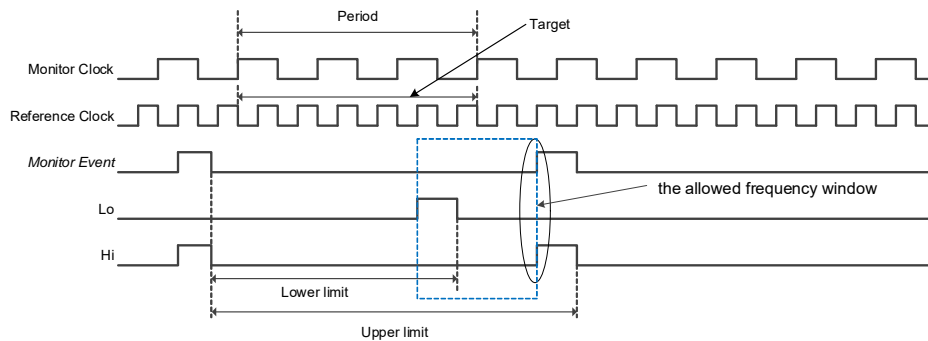 Period
Target
Monitor Clock
Reference Clock
Monitor Event
the allowed frequency window
Lo
Hi
Lower limit
Upper limit